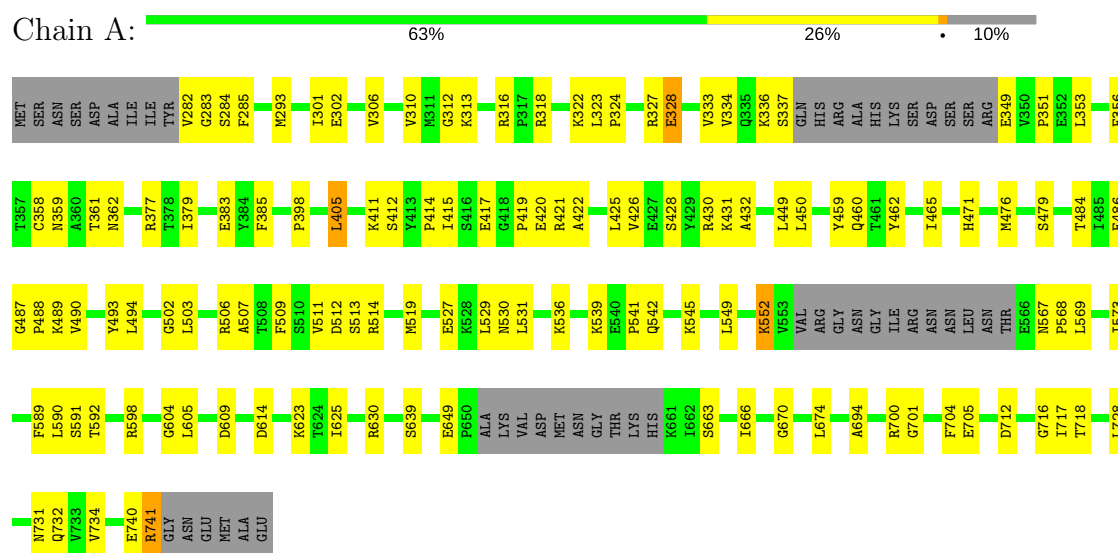 Chain A:
63% 26% • 10%
MET SER ASN SER ASP ALA ILE ILE TYR V282 G283 S284 F285 M293 I301 E302 V306 V310 M311 G312 K313 R316 P317 R318 K322 L323 P324 R327 E328 V333 V334 Q335 K336 S337 GLN HIS ARG ALA HIS LYS SER ASP SER SER ARG E349 V350 P351 E352 L353
T357 C358 N359 A360 T361 N362 R377 T378 I379 E383 Y384 F385 P398 L405 K411 S412 Y413 P414 I415 S416 E417 G418 P419 E420 R421 A422 L425 V426 E427 S428 Y429 R430 K431 A432 L449 L450 Y459 Q460 T461 Y462 I465 H471 M476 S479 T484 I485
G487 P488 K489 V490 Y493 L494 G502 L503 R506 A507 T508 F509 S510 V511 D512 S513 R514 M519 E527 K528 L529 N530 L531 K536 K539 E540 P541 Q542 K545 L549 K552 V553 VAL ARG GLY ASN GLY ILE ARG ASN ASN LEU ASN THR E566 N567 P568 L569
F589 L590 S591 T592 R598 G604 L605 D609 D614 K623 T624 I625 R630 S639 E649 P650 ALA LYS VAL ASP MET ASN GLY THR LYS HIS K661 I662 S663 I666 G670 L674 A694 R700 G701 F704 E705 D712 G716 I717 T718
N731 Q732 V733 V734 E740 R741 GLY ASN GLU MET ALA GLU